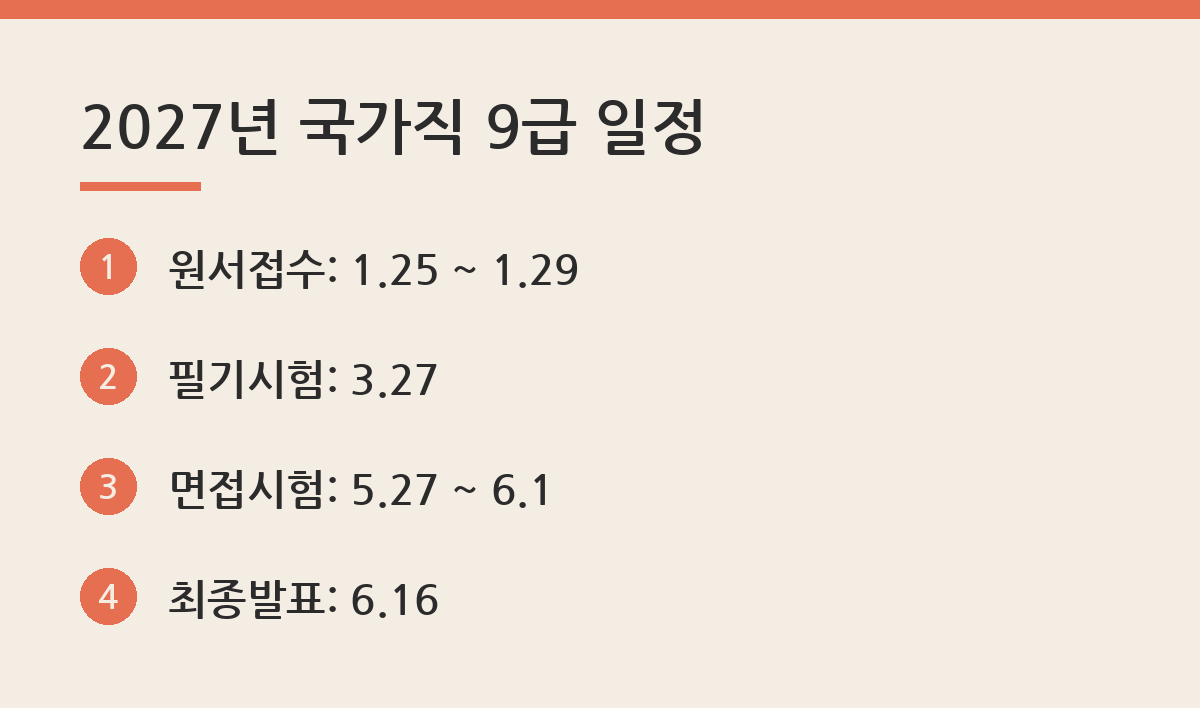 2027년 국가직 9급 일정
1 원서접수: 1.25 ~ 1.29
2 필기시험: 3.27
3 면접시험: 5.27 ~ 6.1
4 최종발표: 6.16